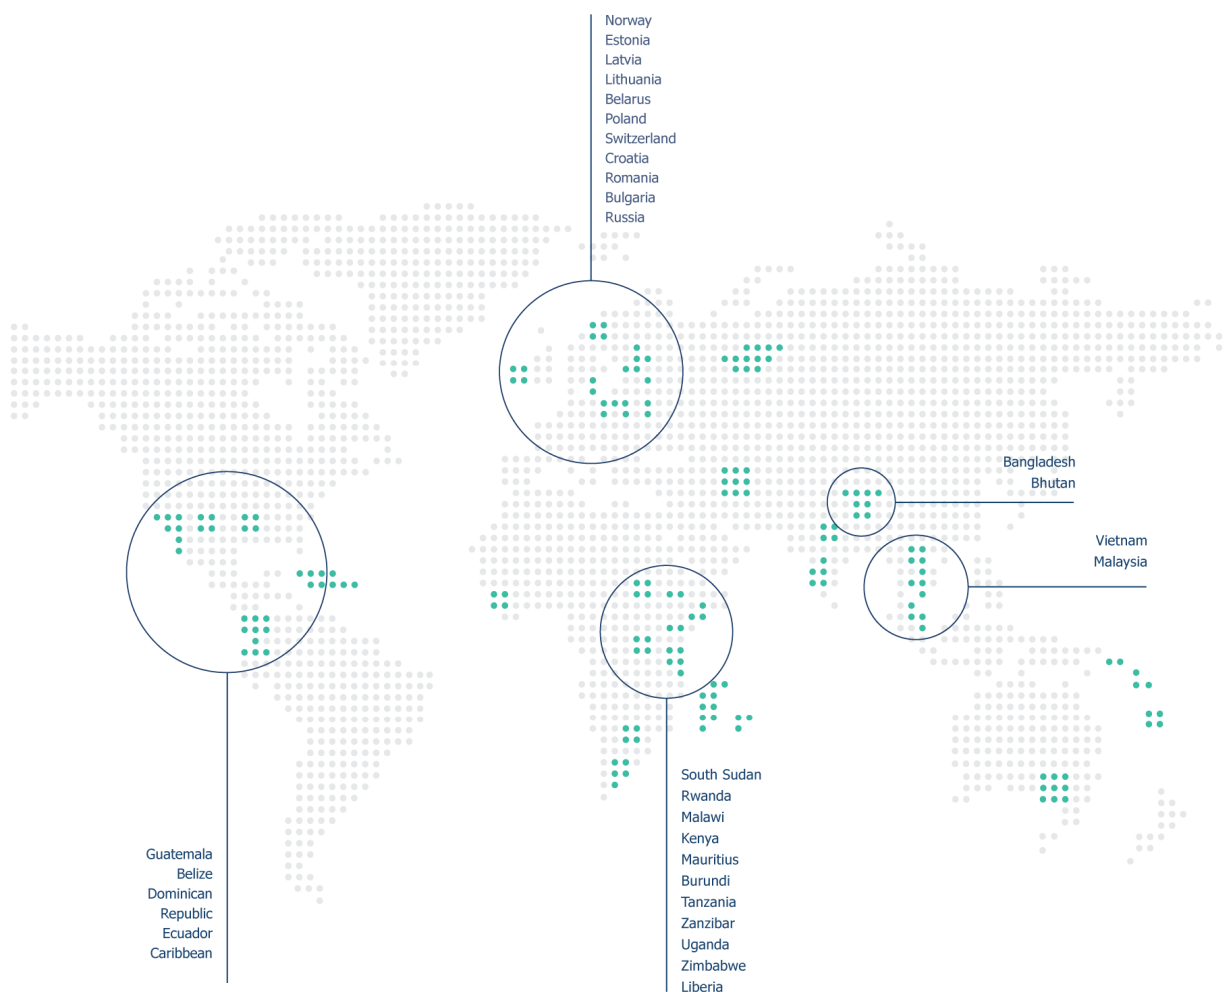 Norway
Estonia
Latvia
Lithuania
Belarus
Poland
Switzerland
Croatia
Romania
Bulgaria
Russia
Bangladesh
Bhutan
Vietnam
Malaysia
South Sudan
Rwanda
Malawi
Kenya
Mauritius
Burundi
Tanzania
Zanzibar
Uganda
Zimbabwe
Liberia
Guatemala
Belize
Dominican
Republic
Ecuador
Caribbean